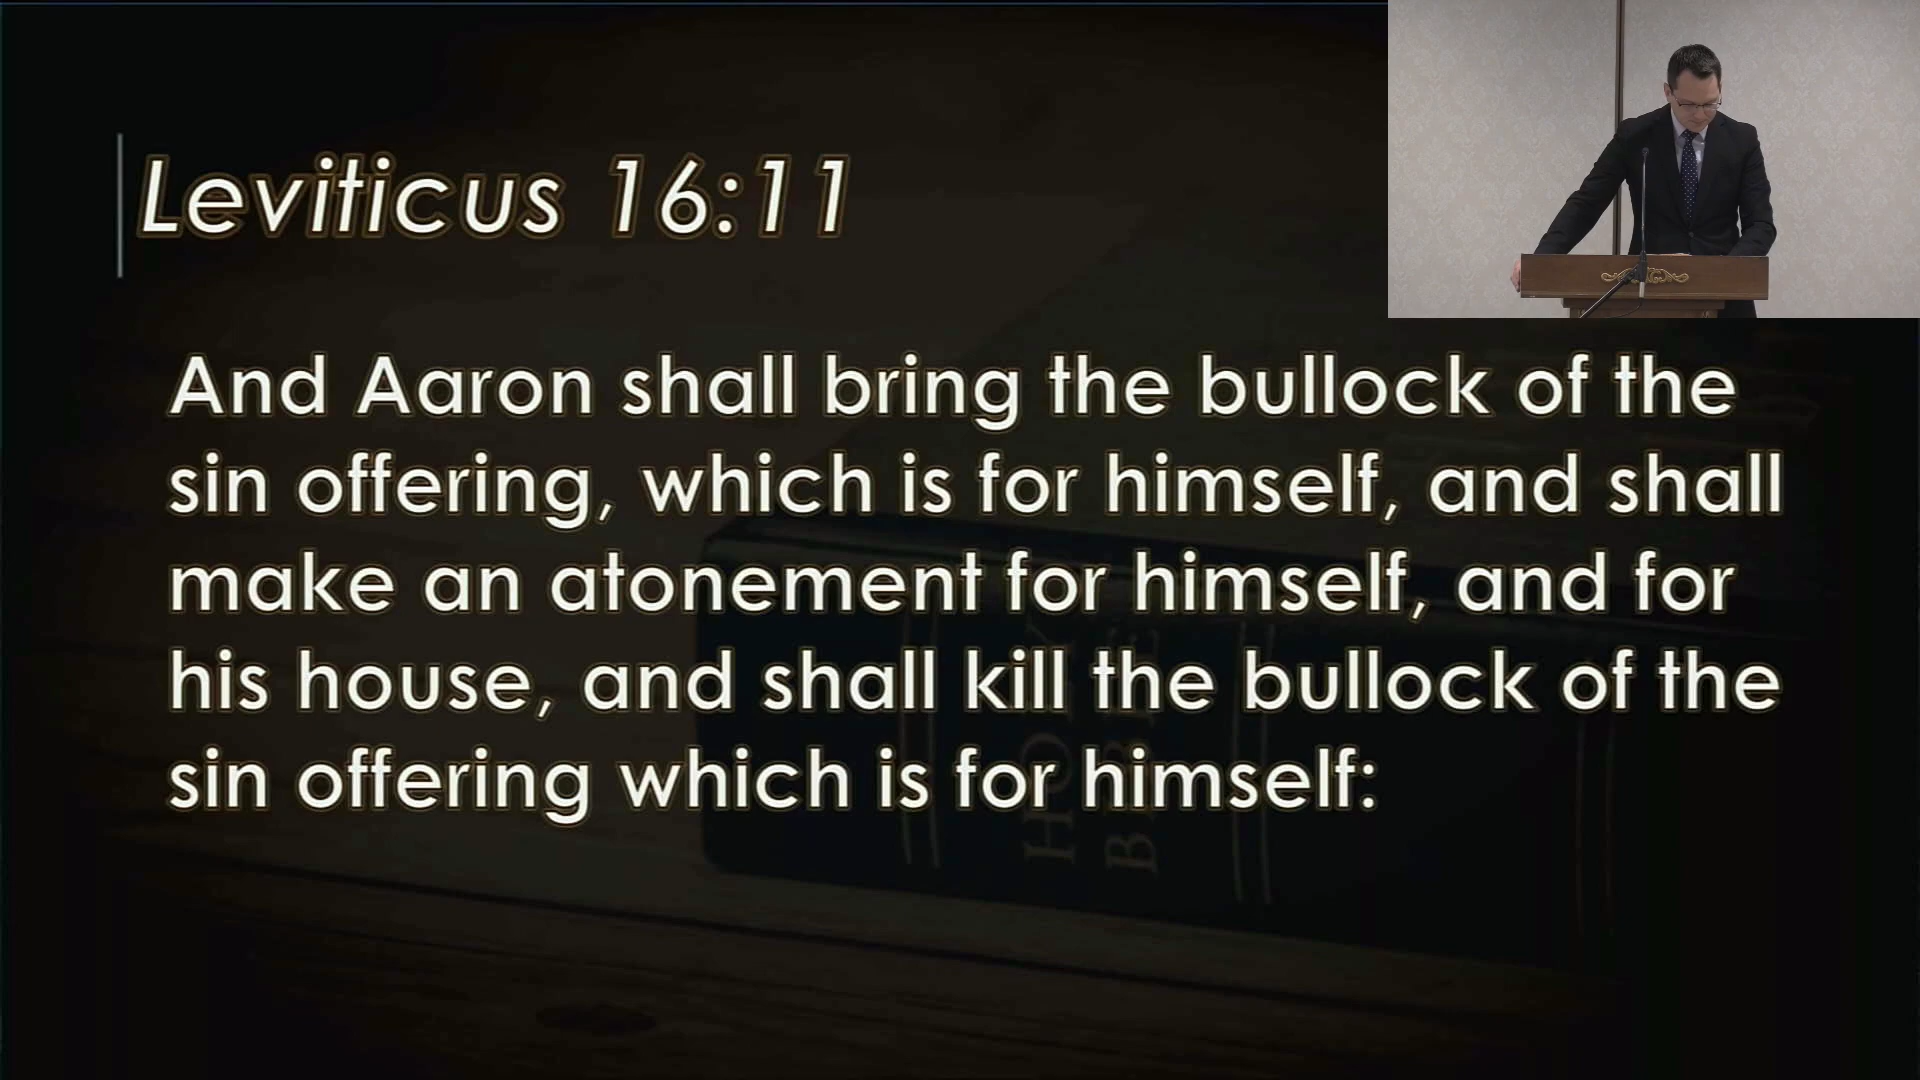 Leviticus 16:11
And Aaron shall bring the bullock of the
sin offering, which is for himself, and shall
make an atonement for himself, and for
his house, and shall kill the bullock of the
sin offering which is for himself:
HOLY
BIBLE